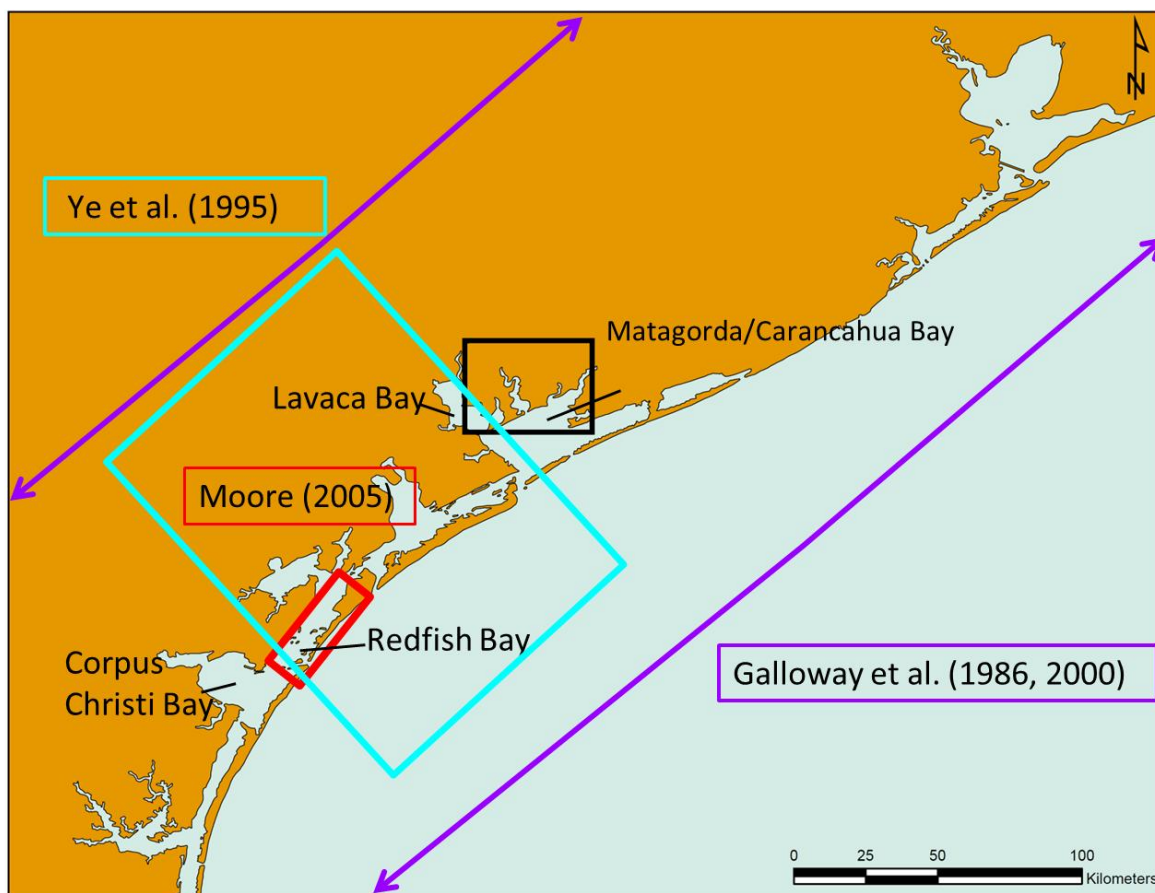 N
Ye et al. (1995)
Matagorda/Carancahua Bay
Lavaca Bay
Moore (2005)
Redfish Bay
Corpus
Christi Bay
Galloway et al. (1986, 2000)
0 25 50 100
Kilometers